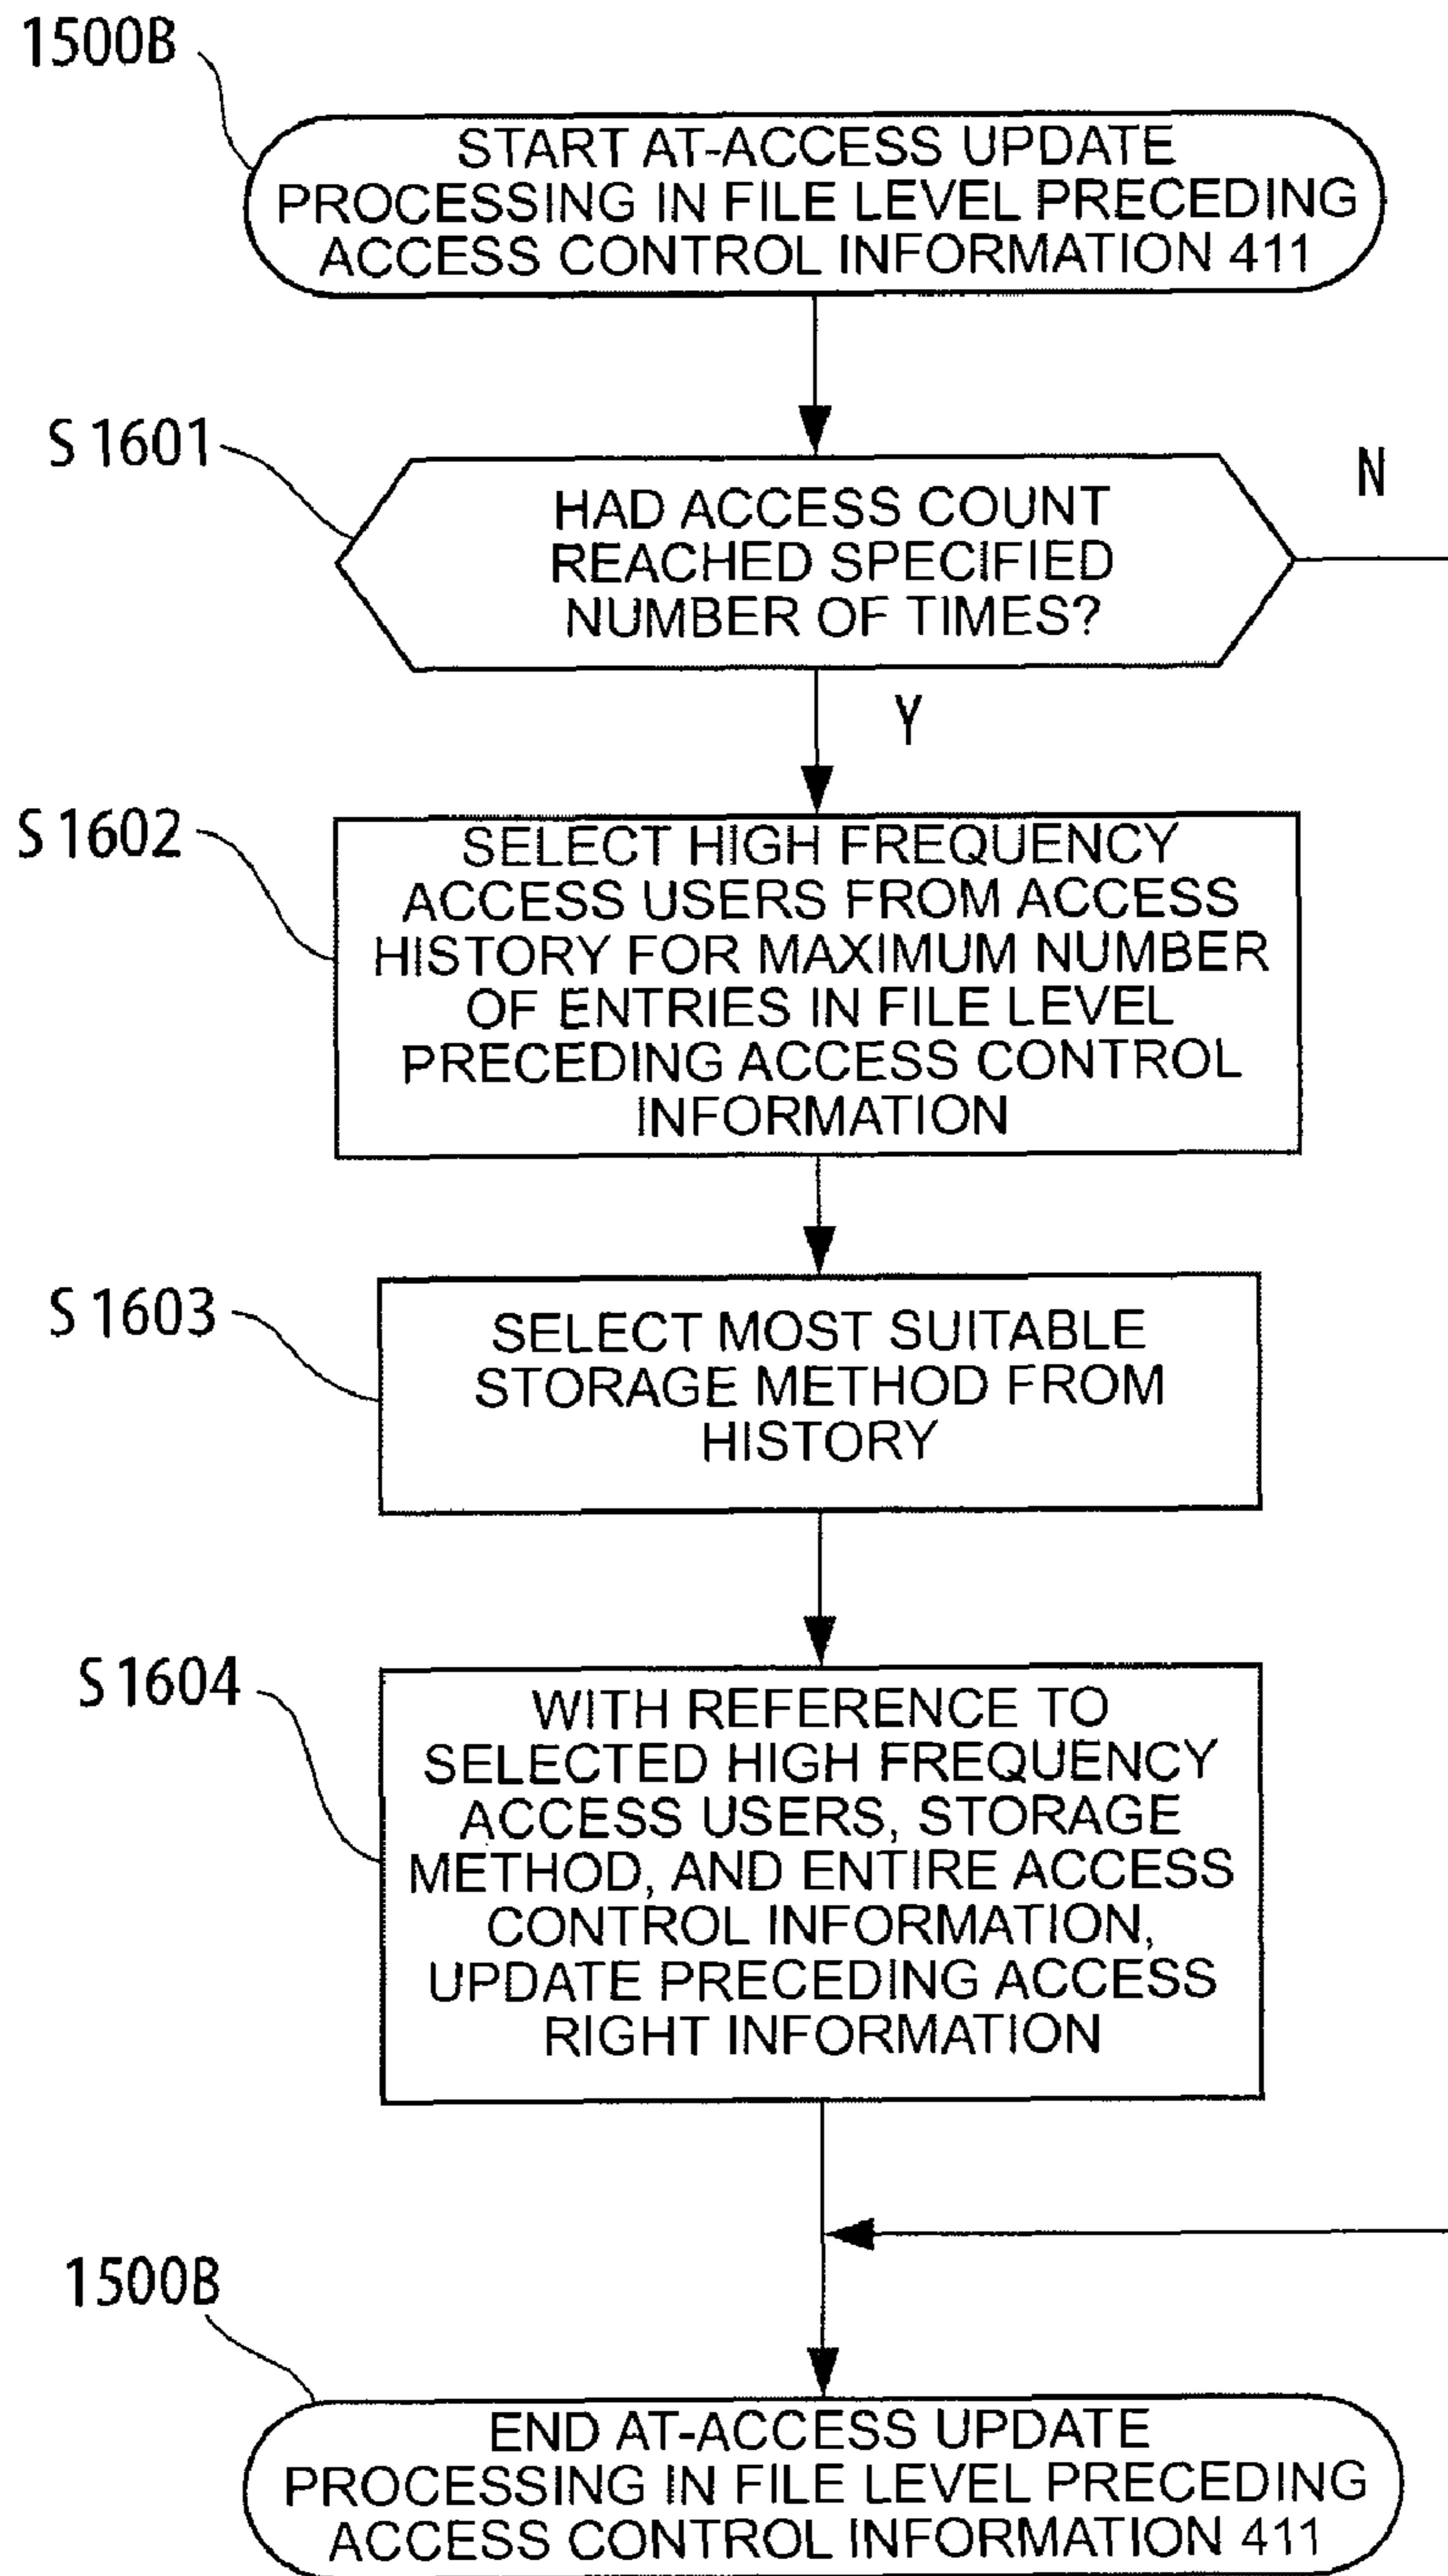 1500B
START AT-ACCESS UPDATE
PROCESSING IN FILE LEVEL PRECEDING
ACCESS CONTROL INFORMATION 411
S1601
HAD ACCESS COUNT
REACHED SPECIFIED
NUMBER OF TIMES?
N
Y
S1602
SELECT HIGH FREQUENCY
ACCESS USERS FROM ACCESS
HISTORY FOR MAXIMUM NUMBER
OF ENTRIES IN FILE LEVEL
PRECEDING ACCESS CONTROL
INFORMATION
S1603
SELECT MOST SUITABLE
STORAGE METHOD FROM
HISTORY
S1604
WITH REFERENCE TO
SELECTED HIGH FREQUENCY
ACCESS USERS, STORAGE
METHOD, AND ENTIRE ACCESS
CONTROL INFORMATION,
UPDATE PRECEDING ACCESS
RIGHT INFORMATION
1500B
END AT-ACCESS UPDATE
PROCESSING IN FILE LEVEL PRECEDING
ACCESS CONTROL INFORMATION 411